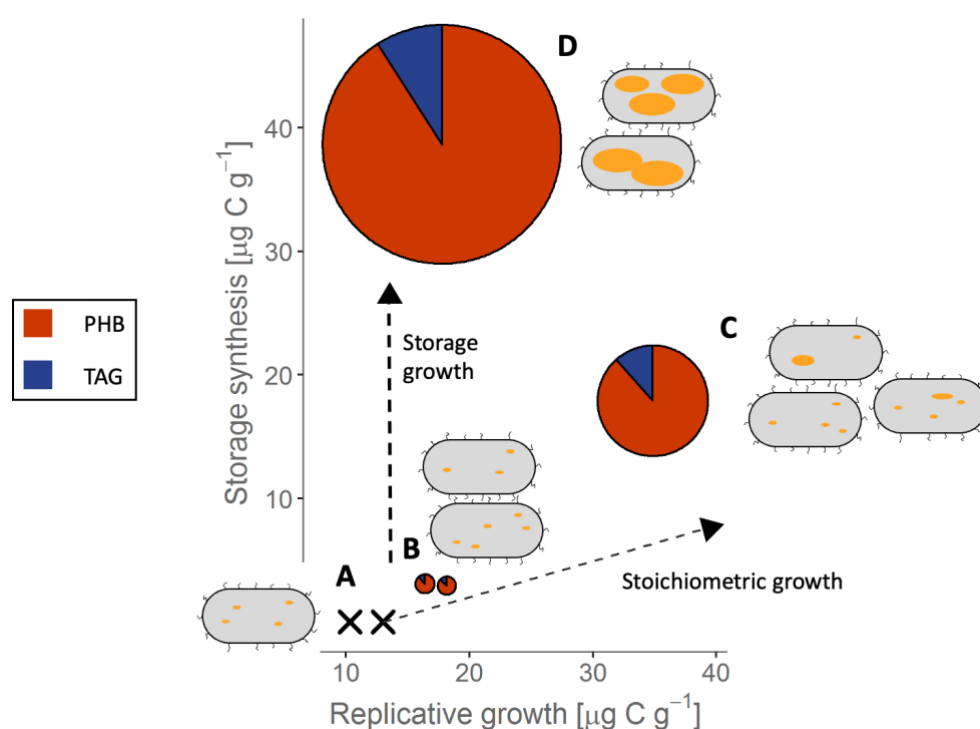 D
40
30
20
10
Storage synthesis [µg C g⁻¹]
PHB
TAG
Storage
growth
C
B
A
Stoichiometric growth
10
20
30
40
Replicative growth [µg C g⁻¹]